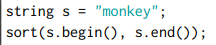 string s = "monkey";
sort(s.begin(), s.end());